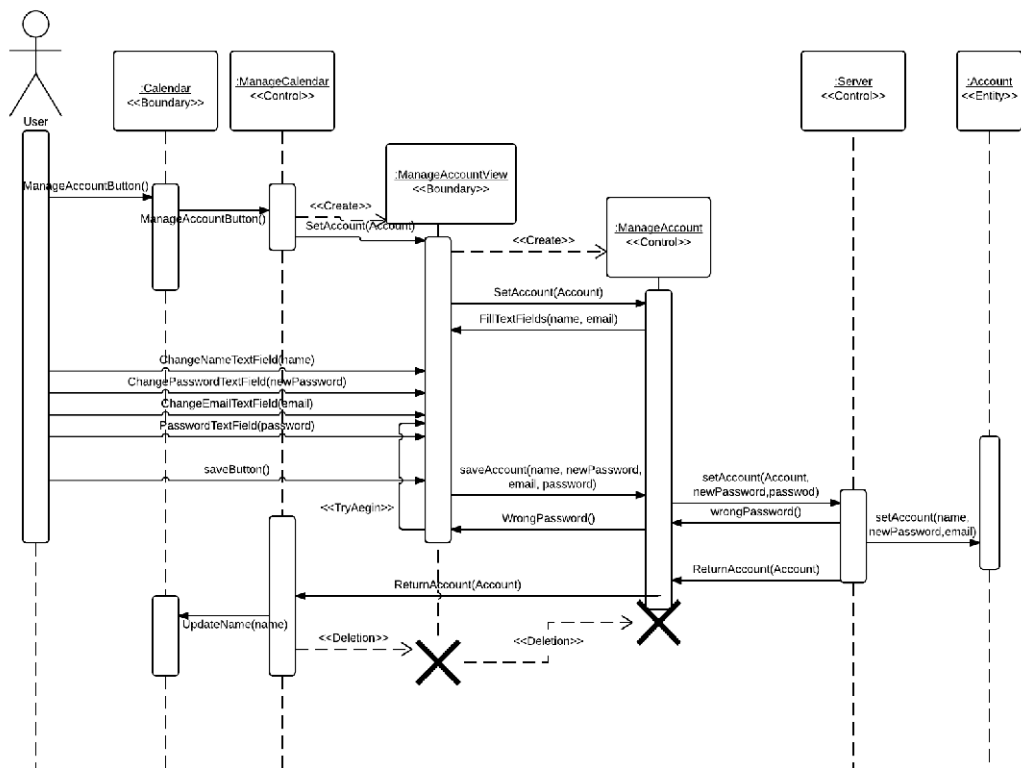 :Calendar
<<Boundary>>
:ManageCalendar
<<Control>>
:Server
<<Control>>
:Account
<<Entity>>
User
:ManageAccountView
<<Boundary>>
ManageAccountButton()
ManageAccountButton()
<<Create>>
SetAccount(Account)
:ManageAccount
<<Control>>
<<Create>>
SetAccount(Account)
FillTextFields(name, email)
ChangeNameTextField(name)
ChangePasswordTextField(newPassword)
ChangeEmailTextField(email)
PasswordTextField(password)
saveButton()
saveAccount(name, newPassword,
email, password)
setAccount(Account,
newPassword,passwod)
<<TryAegin>>
WrongPassword()
wrongPassword()
setAccount(name,
newPassword,email)
ReturnAccount(Account)
ReturnAccount(Account)
UpdateName(name)
<<Deletion>>
<<Deletion>>